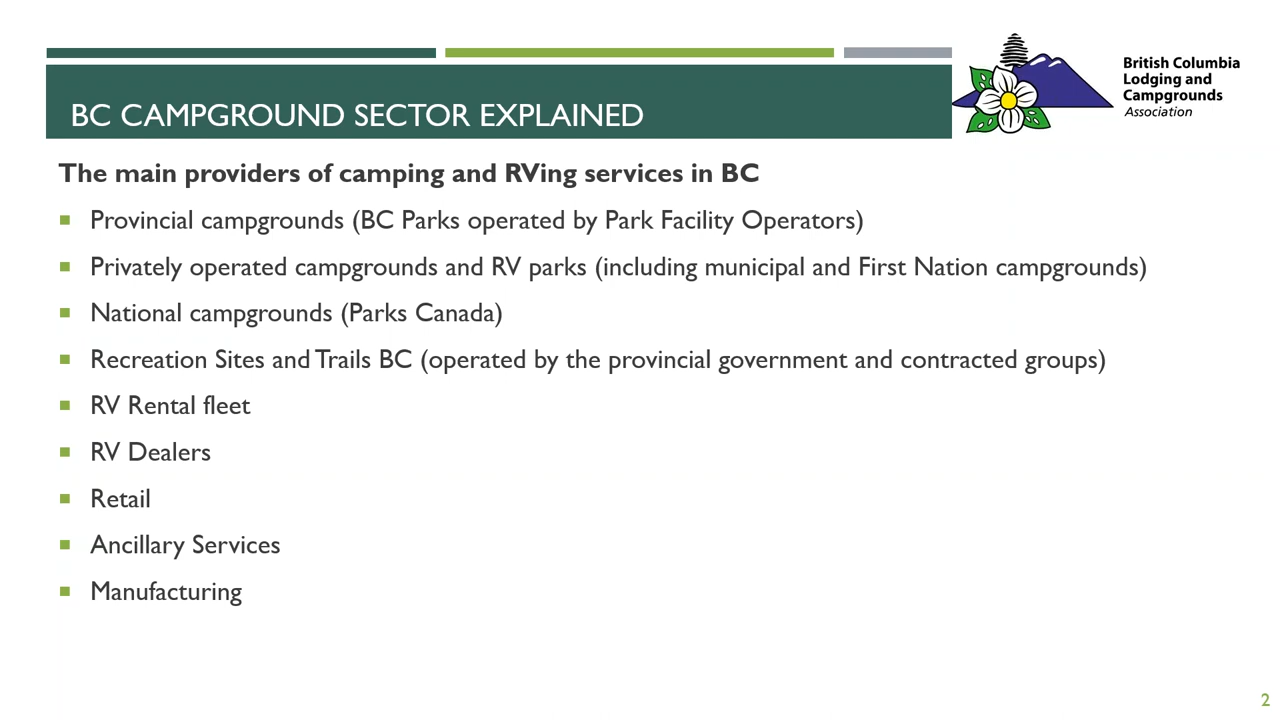 British Columbia
Lodging and
Campgrounds
Association
BC CAMPGROUND SECTOR EXPLAINED
The main providers of camping and RVing services in BC
Provincial campgrounds (BC Parks operated by Park Facility Operators)
Privately operated campgrounds and RV parks (including municipal and First Nation campgrounds)
National campgrounds (Parks Canada)
Recreation Sites and Trails BC (operated by the provincial government and contracted groups)
RV Rental fleet
RV Dealers
Retail
Ancillary Services
Manufacturing
2